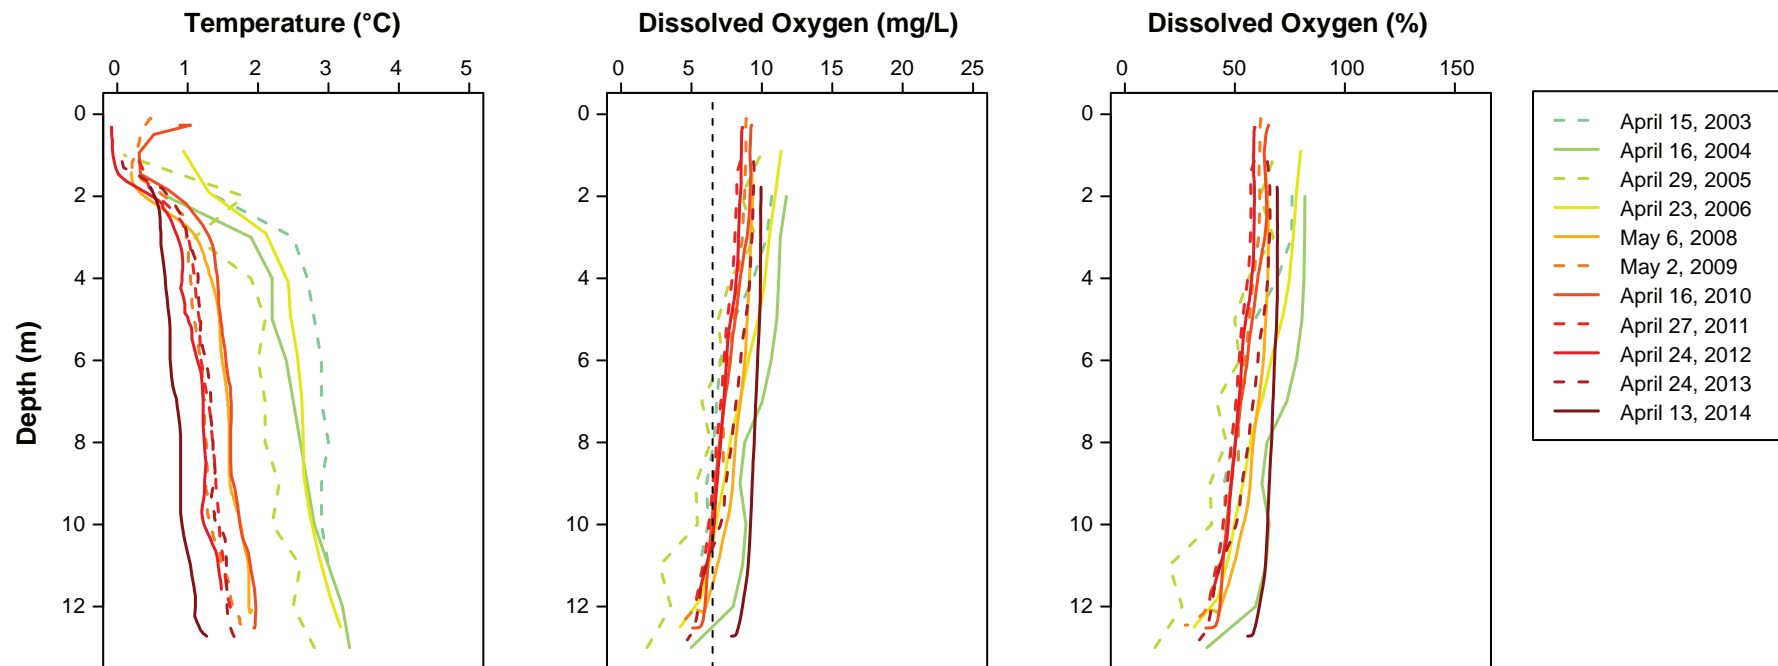 Temperature (°C)
Dissolved Oxygen (mg/L)
Dissolved Oxygen (%)
0 1 2 3 4 5
0 5 10 15 20 25
0 50 100 150
Depth (m)
0
2
4
6
8
10
12
0
2
4
6
8
10
12
0
2
4
6
8
10
12
April 15, 2003
April 16, 2004
April 29, 2005
April 23, 2006
May 6, 2008
May 2, 2009
April 16, 2010
April 27, 2011
April 24, 2012
April 24, 2013
April 13, 2014